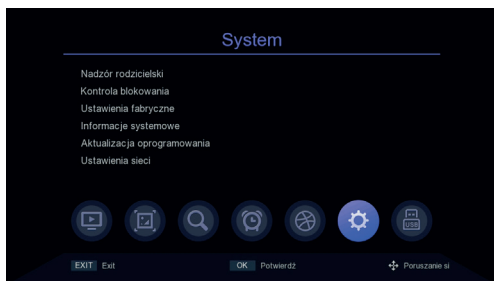 System
Nadzór rodzicielski
Kontrola blokowania
Ustawienia fabryczne
Informacje systemowe
Aktualizacja oprogramowania
Ustawienia sieci
USB
EXIT Exit OK Potwierdź Poruszanie si